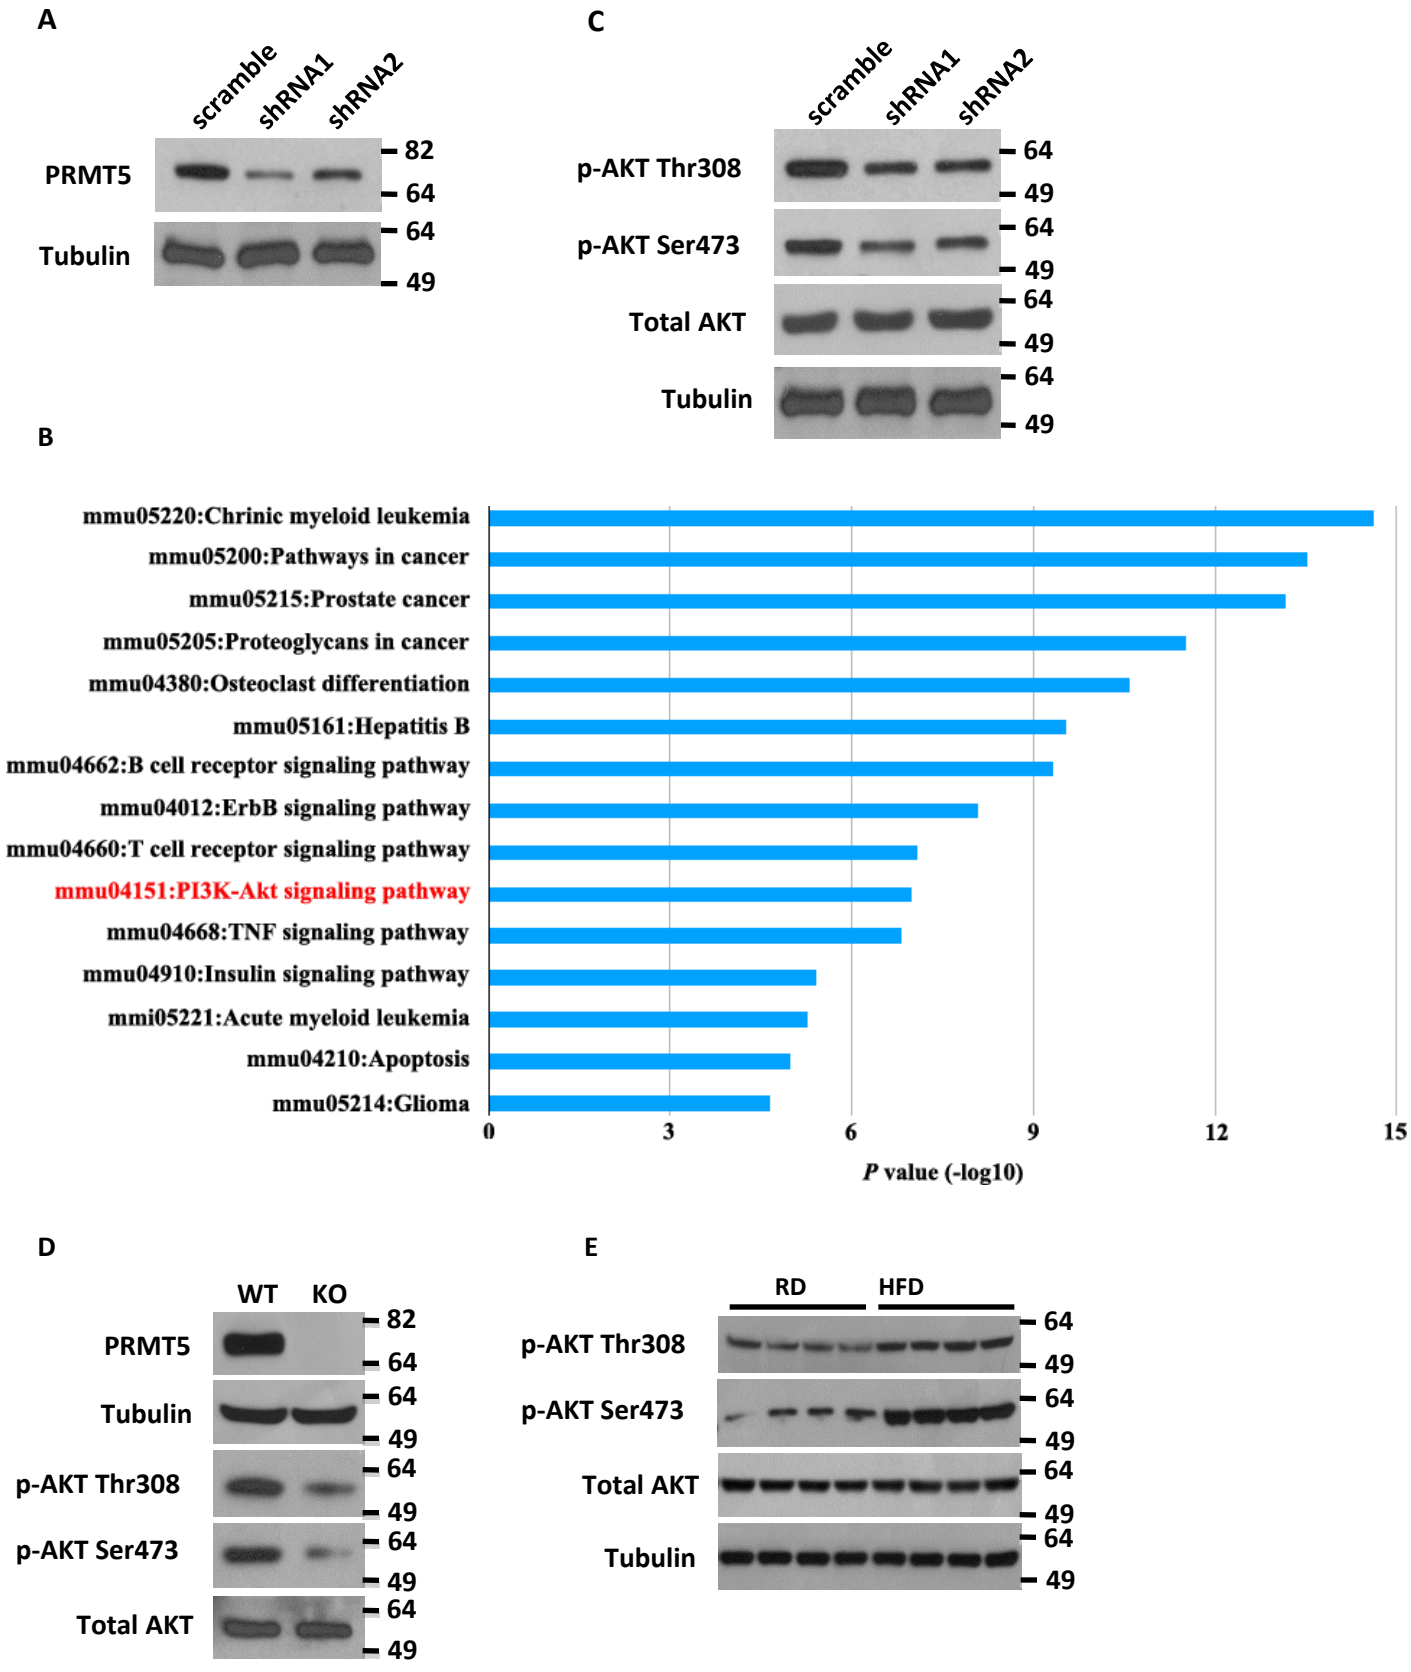 A
scramble
shRNA1
shRNA2
PRMT5
82
64
Tubulin
64
49
C
scramble
shRNA1
shRNA2
p-AKT Thr308
64
49
p-AKT Ser473
64
49
Total AKT
64
49
Tubulin
64
49
B
mmu05220:Chrinic myeloid leukemia
mmu05200:Pathways in cancer
mmu05215:Prostate cancer
mmu05205:Proteoglycans in cancer
mmu04380:Osteoclast differentiation
mmu05161:Hepatitis B
mmu04662:B cell receptor signaling pathway
mmu04012:ErbB signaling pathway
mmu04660:T cell receptor signaling pathway
mmu04151:PI3K-Akt signaling pathway
mmu04668:TNF signaling pathway
mmu04910:Insulin signaling pathway
mmi05221:Acute myeloid leukemia
mmu04210:Apoptosis
mmu05214:Glioma
0 3 6 9 12 15
P value (-log10)
D
WT KO
PRMT5
82
64
Tubulin
64
49
p-AKT Thr308
64
49
p-AKT Ser473
64
49
Total AKT
64
49
E
RD HFD
p-AKT Thr308
64
49
p-AKT Ser473
64
49
Total AKT
64
49
Tubulin
64
49